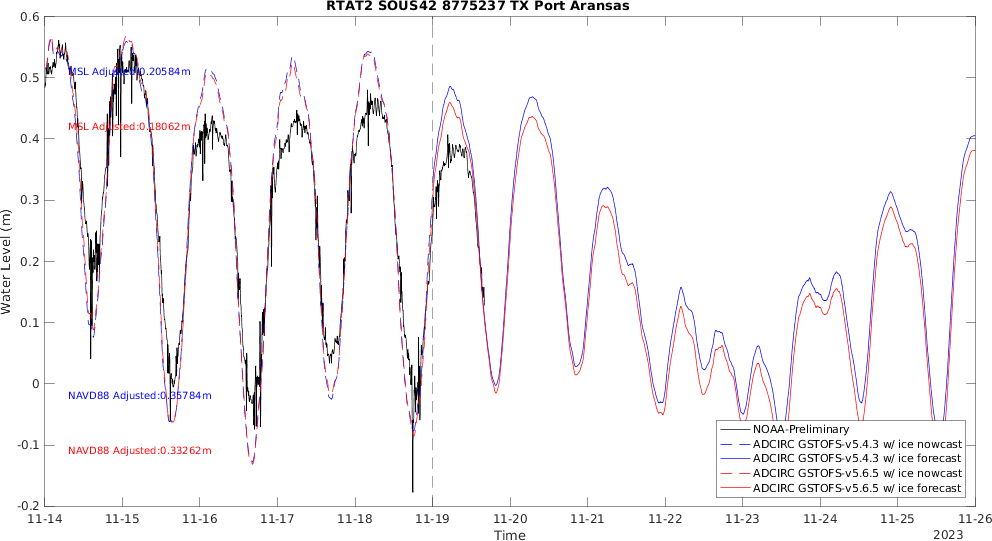 RTAT2 SOUS42 8775237 TX Port Aransas
0.6
0.5
0.4
0.3
0.2
0.1
0
-0.1
-0.2
Water Level (m)
MSL Adjusted:0.20584m
MSL Adjusted:0.18062m
NAVD88 Adjusted:0.35784m
NAVD88 Adjusted:0.33262m
NOAA-Preliminary
ADCIRC GSTOFS-v5.4.3 w/ ice nowcast
ADCIRC GSTOFS-v5.4.3 w/ ice forecast
ADCIRC GSTOFS-v5.6.5 w/ ice nowcast
ADCIRC GSTOFS-v5.6.5 w/ ice forecast
11-14 11-15 11-16 11-17 11-18 11-19 11-20 11-21 11-22 11-23 11-24 11-25 11-26
Time
2023